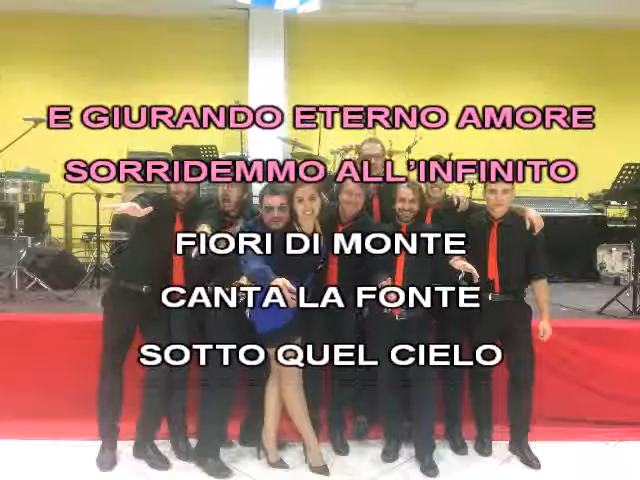 E GIURANDO ETERNO AMORE
SORRIDEMMO ALL'INFINITO
FIORI DI MONTE
CANTA LA FONTE
SOTTO QUEL CIELO